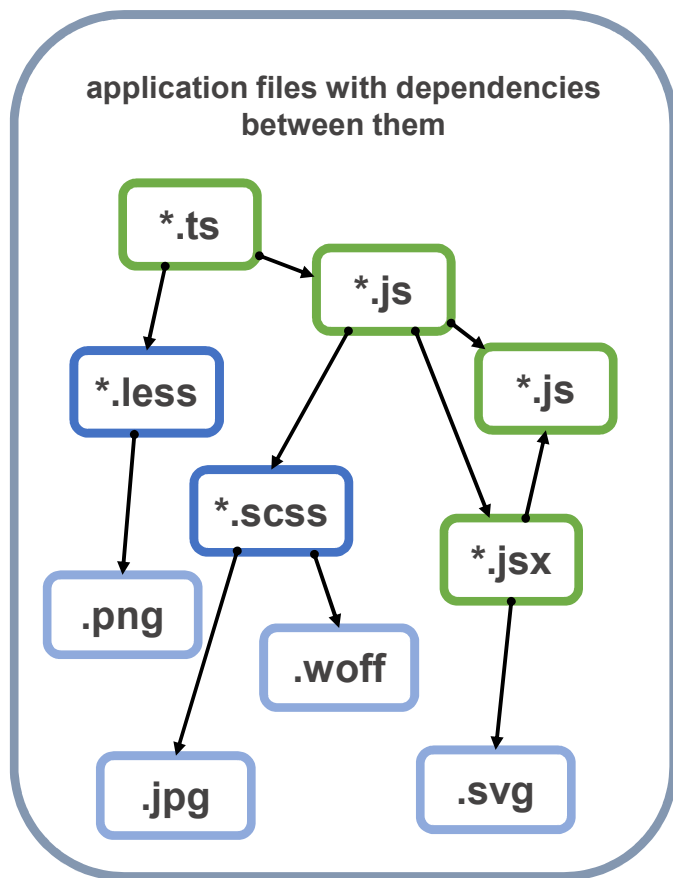 application files with dependencies
between them
*.ts
*.js
*.less
*.js
*.scss
*.jsx
.png
.woff
.jpg
.svg